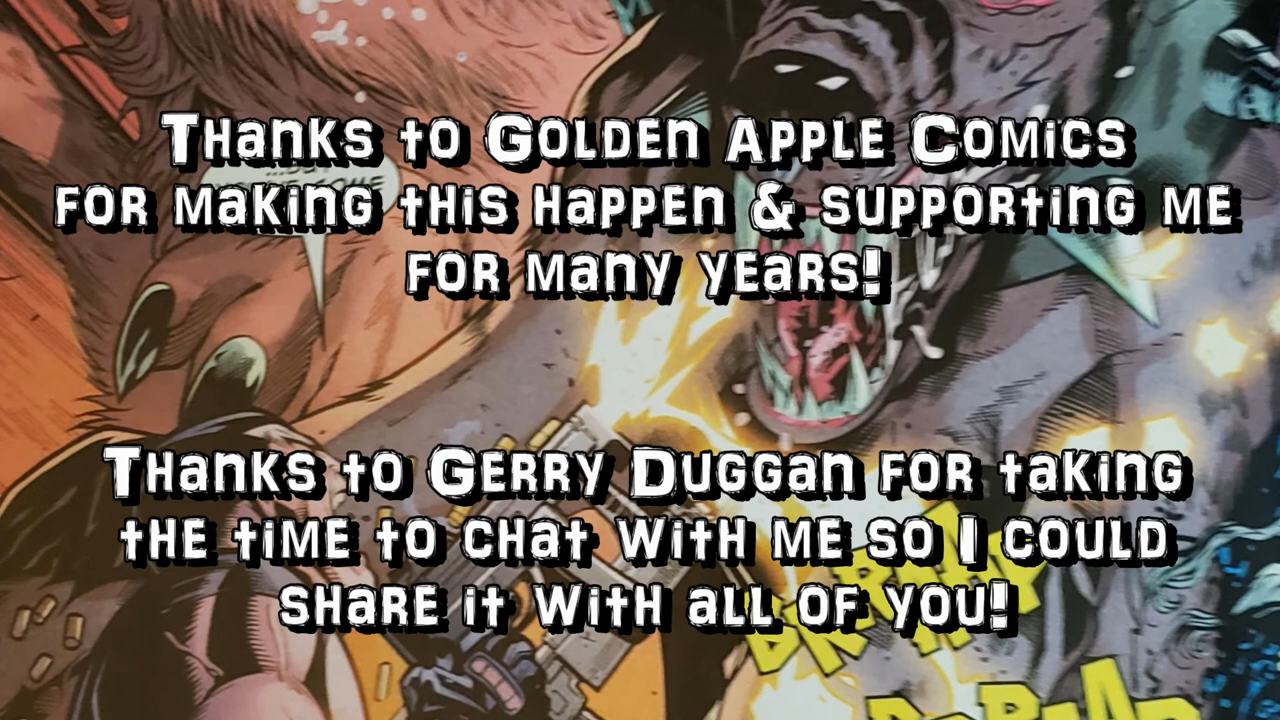 Thanks to Golden Apple Comics
for making this happen & supporting me
for many years!
Thanks to Gerry Duggan for taking
the time to chat with me so I could
share it with all of you!